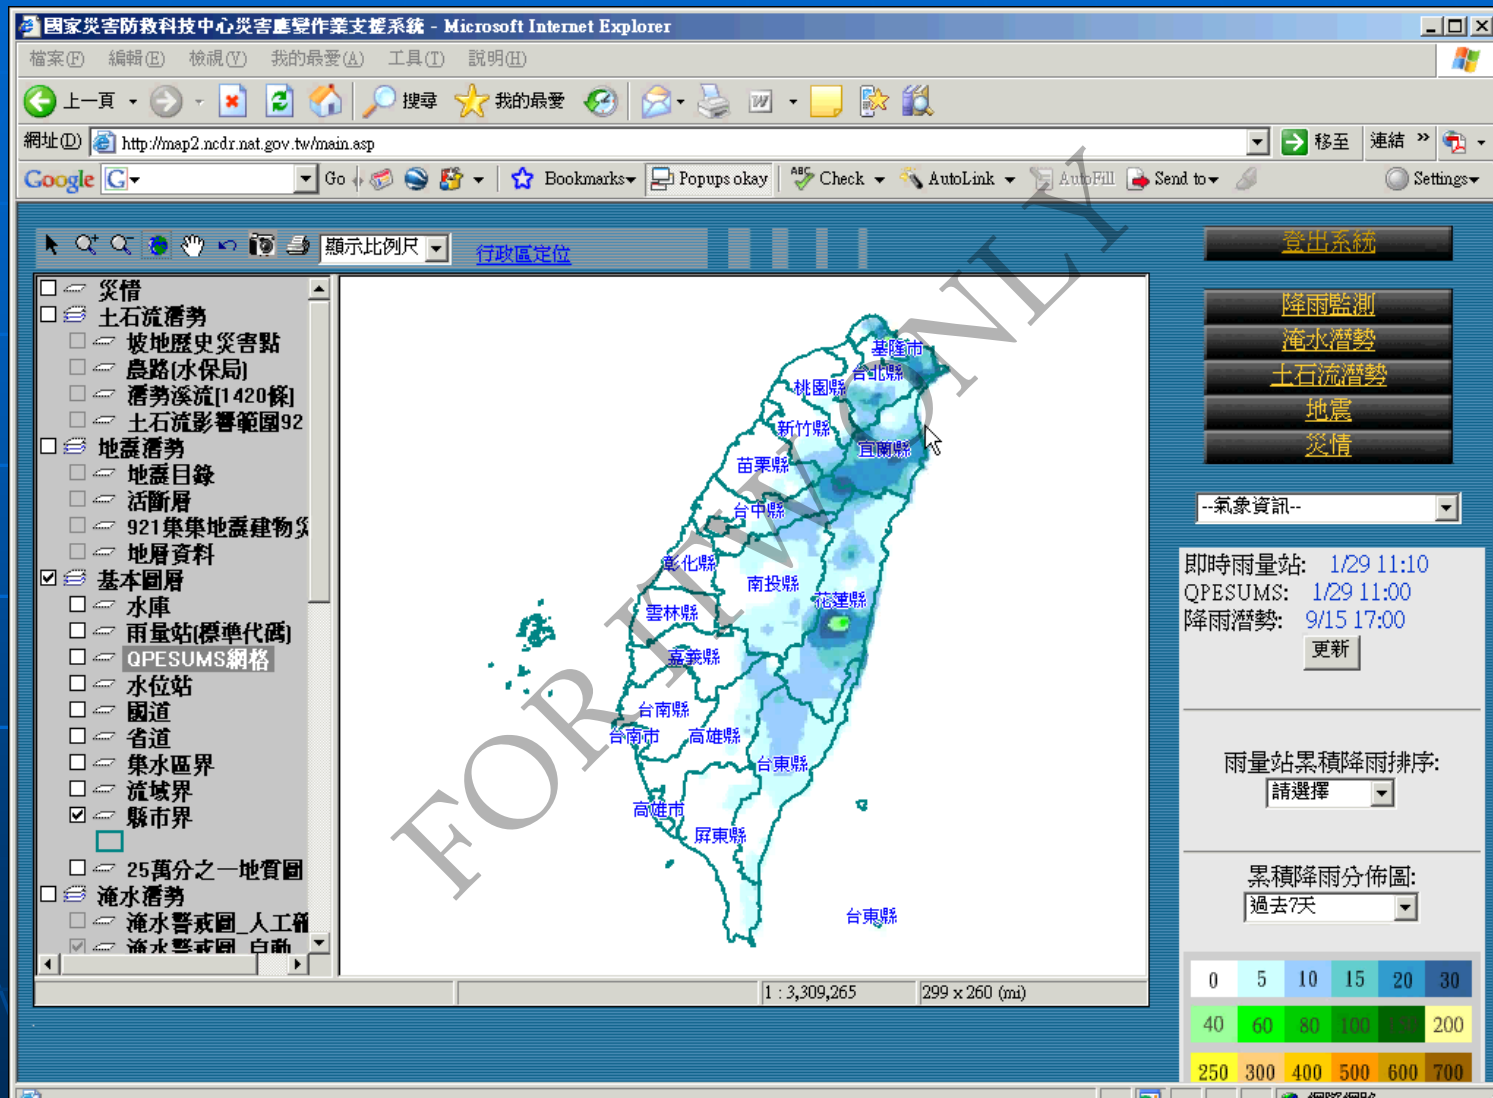 國家災害防救科技中心災害應變作業支援系統 - Microsoft Internet Explorer
檔案(F) 編輯(E) 檢視(V) 我的最愛(A) 工具(T) 說明(H)
上一頁 搜尋 我的最愛
網址(D) http://map2.ncdr.nat.gov.tw/main.asp 移至 連結 »
Google G Go Bookmarks Popups okay ABC Check AutoLink AutoFill Send to Settings
顯示比例尺 行政區定位
登出系統
降雨監測
淹水潛勢
土石流潛勢
地震
災情
--氣象資訊--
即時雨量站: 1/29 11:10
QPESUMS: 1/29 11:00
降雨潛勢: 9/15 17:00
更新
雨量站累積降雨排序:
請選擇
累積降雨分佈圖:
過去7天
0 5 10 15 20 30
40 60 80 100 200
250 300 400 500 600 700
災情
土石流潛勢
坡地歷史災害點
農路(水保局)
潛勢溪流[1420條]
土石流影響範圍92
地震潛勢
地震目錄
活斷層
921集集地震建物災
地層資料
基本圖層
水庫
雨量站(標準代碼)
QPESUMS網格
水位站
國道
省道
集水區界
流域界
縣市界
25萬分之一地質圖
淹水潛勢
淹水警戒圖_人工確
淹水警戒圖_自動
基隆市
台北縣
桃園縣
新竹縣
宜蘭縣
苗栗縣
台中縣
彰化縣
南投縣
花蓮縣
雲林縣
嘉義縣
台南縣
台南市
高雄縣
台東縣
高雄市
屏東縣
台東縣
1 : 3,309,265 299 x 260 (mi)
FOR ITW ONLY
網際網路